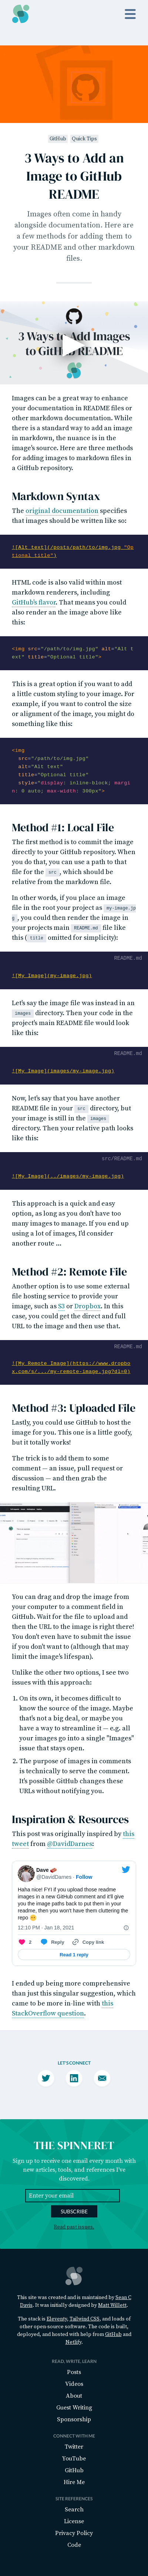 GitHub Quick Tips
3 Ways to Add an
Image to GitHub
README
Images often come in handy
alongside documentation. Here are
a few methods for adding them to
your README and other markdown
files.
3 Ways to Add Images
to GitHub README
Images can be a great way to enhance
your documentation in README files or
other markdown documentation. While
there is a standard way to add an image
in markdown, the answer is nuanced in
the source. Here are three methods for
adding images to markdown files in
a GitHub repository.
Markdown Syntax
The original documentation specifies
that images should be written like so:
![Alt text](/posts/path/to/img.jpg "Op
tional title")
HTML code is also valid within most
markdown renderers, including
GitHub's flavor. That means you could
also render the image above like
this:
<img src="/path/to/img.jpg" alt="Alt t
ext" title="Optional title">
This is a great option if you want to add
a little custom styling to your image. For
example, if you wanted to control the size
or alignment of the image, you might do
something like this:
<img
src="/path/to/img.jpg"
alt="Alt text"
title="Optional title"
style="display: inline-block; margi
n: 0 auto; max-width: 300px">
Method #1: Local File
The first method is to commit the image
directly to your GitHub repository. When
you do that, you can use a path to that
file for the src, which should be
relative from the markdown file.
In other words, if you place an image
file in the root your project as my-image.jp
g, you could then render the image in
your projects main README.md file like
this ( title omitted for simplicity):
README.md
![My Image](my-image.jpg)
Let's say the image file was instead in an
images directory. Then your code in the
project's main README file would look
like this:
README.md
![My Image](images/my-image.jpg)
Now, let's say that you have another
README file in your src directory, but
your image is still in the images
directory. Then your relative path looks
like this:
src/README.md
![My Image](../images/my-image.jpg)
This approach is a quick and easy
option, as long as you don't have too
many images to manage. If you end up
using a lot of images, I'd consider
another route ...
Method #2: Remote File
Another option is to use some external
file hosting service to provide your
image, such as S3 or Dropbox. In this
case, you could get the direct and full
URL to the image and then use that.
README.md
![My Remote Image](https://www.dropbo
x.com/s/.../my-remote-image.jpg?dl=0)
Method #3: Uploaded File
Lastly, you could use GitHub to host the
image for you. This one is a little goofy,
but it totally works!
The trick is to add them to some
comment — an issue, pull request or
discussion — and then grab the
resulting URL.
You can drag and drop the image from
your computer to a comment field in
GitHub. Wait for the file to upload and
then the URL to the image is right there!
You don't even have to submit the issue
if you don't want to (although that may
limit the image's lifespan).
Unlike the other two options, I see two
issues with this approach:
1. On its own, it becomes difficult to
know the source of the image. Maybe
that's not a big deal, or maybe you
have a way to streamline it — e.g. all
your images go into a single "Images"
issue that stays open.
2. The purpose of images in comments
is technically for the comment itself.
It's possible GitHub changes these
URLs without notifying you.
Inspiration & Resources
This post was originally inspired by this
tweet from @DavidDarnes:
Dave
@DavidDarnes · Follow
Haha nice! FYI if you upload those readme
images in a new GitHub comment and it'll give
you the image paths back to put them in your
readme, then you won't have them cluttering the
repo
12:10 PM · Jan 18, 2021
2 Reply Copy link
Read 1 reply
I ended up being more comprehensive
than just this singular suggestion, which
came to be more in-line with this
StackOverflow question.
LET'S CONNECT
THE SPINNERET
Sign up to receive one email every month with
new articles, tools, and references I've
discovered.
Enter your email
SUBSCRIBE
Read past issues.
This site was created and is maintained by Sean C
Davis. It was initially designed by Matt Willett.
The stack is Eleventy, Tailwind CSS, and loads of
other open source software. The code is built,
deployed, and hosted with help from GitHub and
Netlify.
READ, WRITE, LEARN
Posts
Videos
About
Guest Writing
Sponsorship
CONNECT WITH ME
Twitter
YouTube
GitHub
Hire Me
SITE REFERENCES
Search
License
Privacy Policy
Code